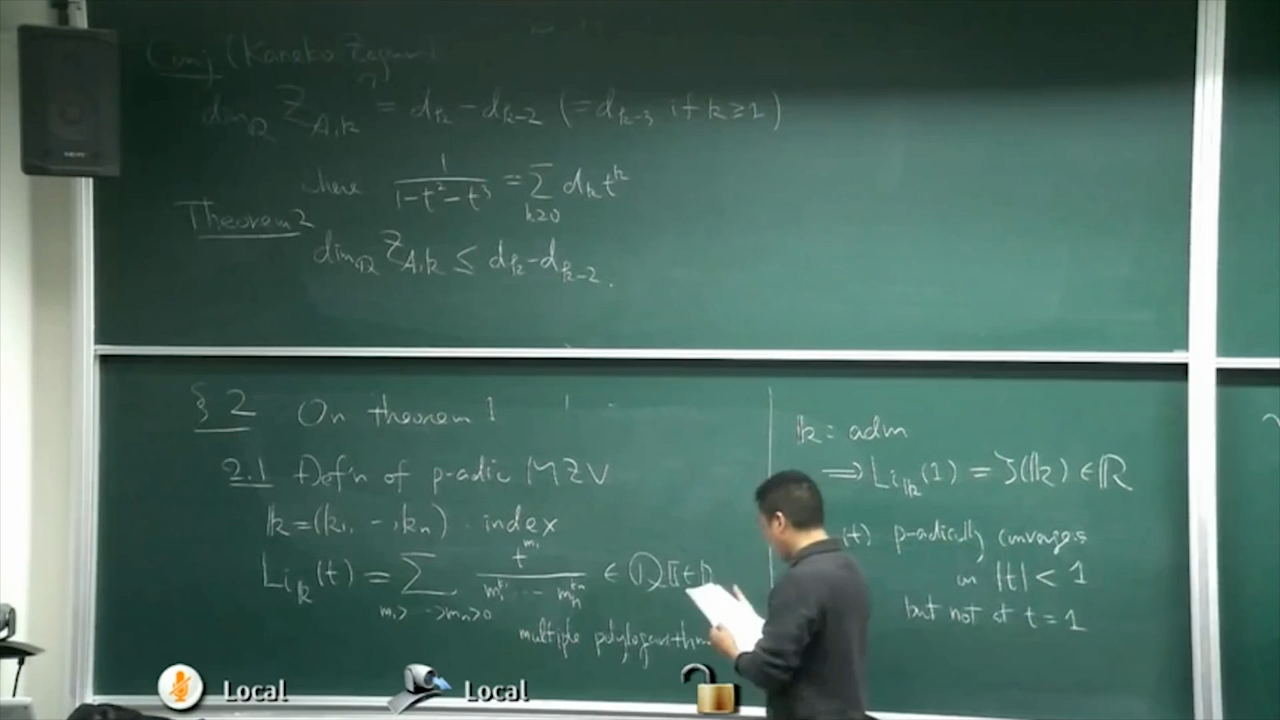 Conj (Kaneko Zagier)
dim_Q Z_{A,k} = d_k - d_{k-2} (= d_{k-3} if k ≥ 1)
where 1/(1-t^2-t^3) = Σ_{k≥0} d_k t^k
Theorem 2
dim_Q Z_{A,k} ≤ d_k - d_{k-2}.
§2 On theorem 1
2.1 Def'n of p-adic MZV
𝕜 = (k_1, -, k_n) : index
Li_𝕜(t) = Σ_{m_1> -- >m_n>0} t^{m_1}/(m_1^{k_1} ... m_n^{k_n}) ∈ Q[[t]]
multiple polylogarithm
𝕜 : adm
⇒ Li_𝕜(1) = ζ(𝕜) ∈ ℝ
(t) p-adically converges
on |t| < 1
but not at t = 1
Local
Local